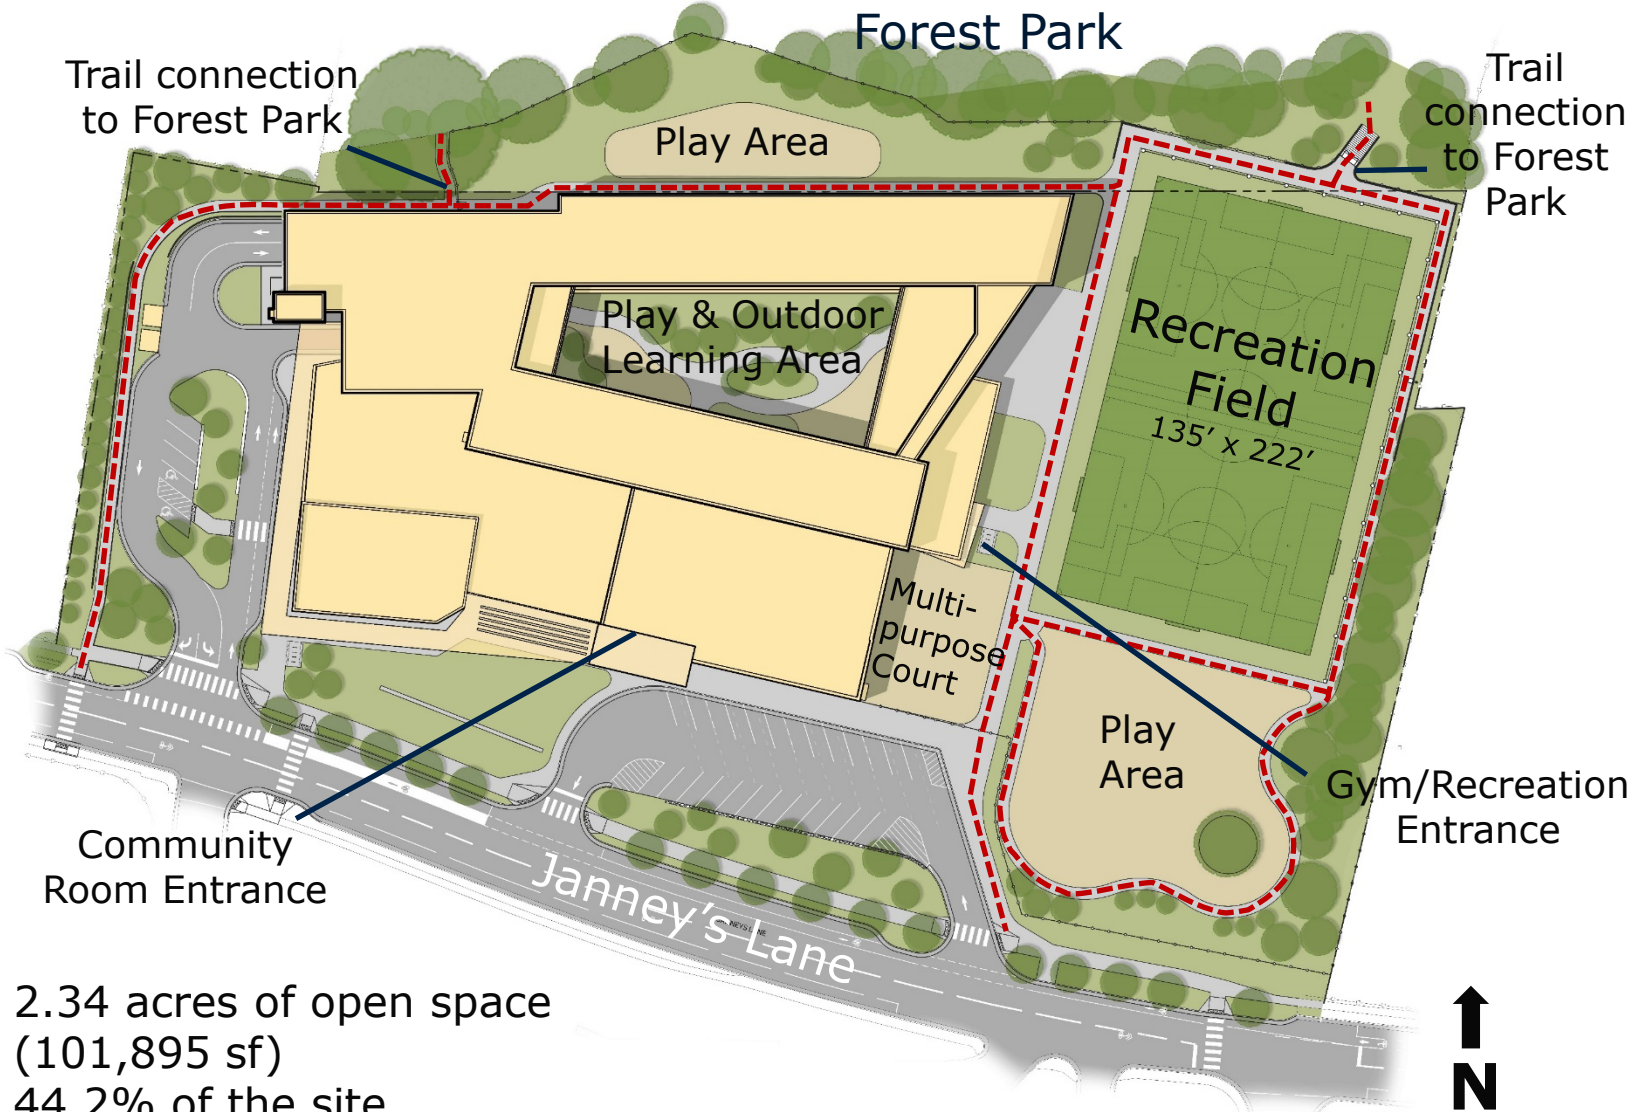 Forest Park
Trail connection
to Forest Park
Trail
connection
to Forest
Park
Play Area
Play & Outdoor
Learning Area
Recreation
Field
135’ x 222’
Multi-
purpose
Court
Play
Area
Gym/Recreation
Entrance
Community
Room Entrance
Janney’s Lane
2.34 acres of open space
(101,895 sf)
44.2% of the site
N